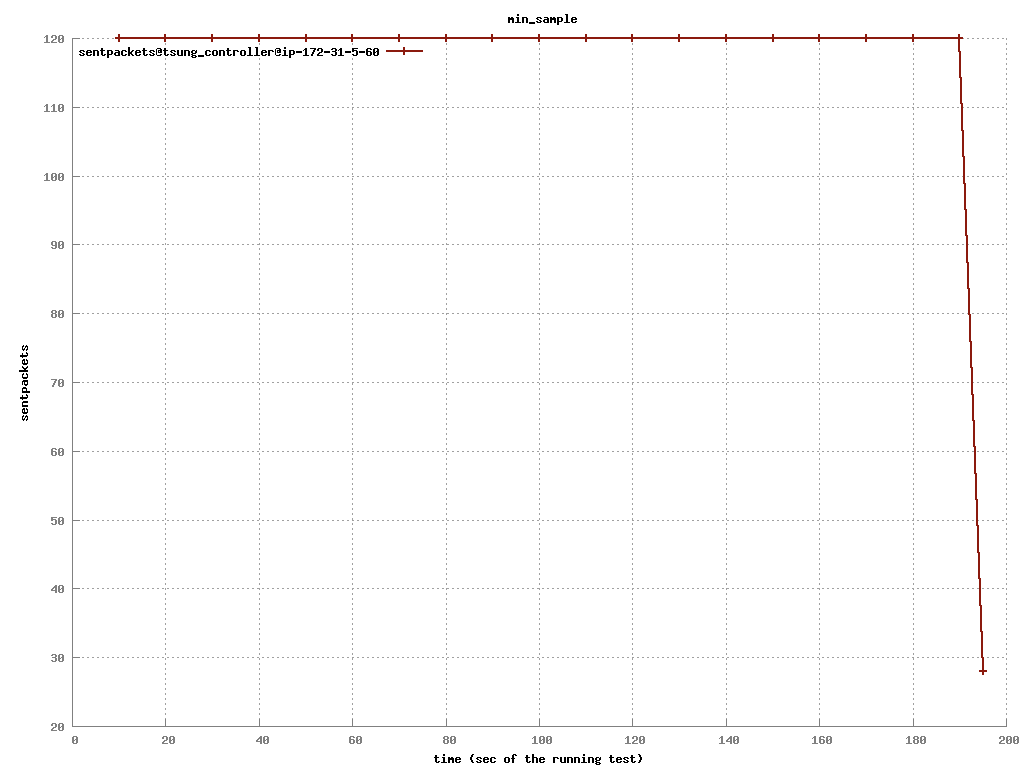 min_sample
120
sentpackets@tsung_controller@ip-172-31-5-60
110
100
90
80
70
60
50
40
30
20
sentpackets
0 20 40 60 80 100 120 140 160 180 200
time (sec of the running test)